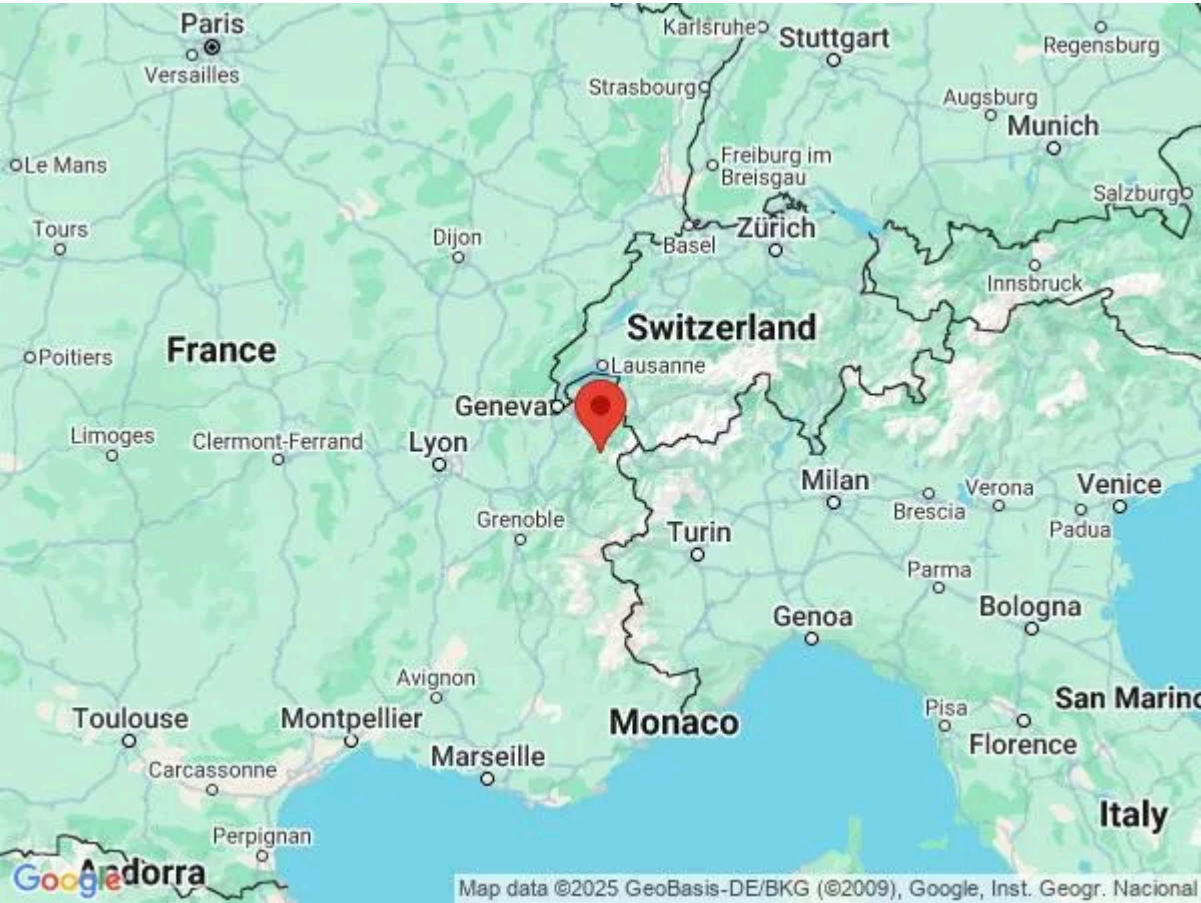 Paris
Versailles
Karlsruhe
Stuttgart
Regensburg
Strasbourg
Augsburg
Munich
Le Mans
Freiburg im
Breisgau
Salzburg
Tours
Dijon
Basel
Zürich
Innsbruck
Poitiers
France
Switzerland
Lausanne
Geneva
Limoges
Clermont-Ferrand
Lyon
Milan
Brescia
Verona
Venice
Padua
Grenoble
Turin
Parma
Genoa
Bologna
Avignon
Toulouse
Montpellier
Monaco
Pisa
San Marino
Florence
Marseille
Carcassonne
Italy
Perpignan
Andorra
Google
Map data ©2025 GeoBasis-DE/BKG (©2009), Google, Inst. Geogr. Nacional